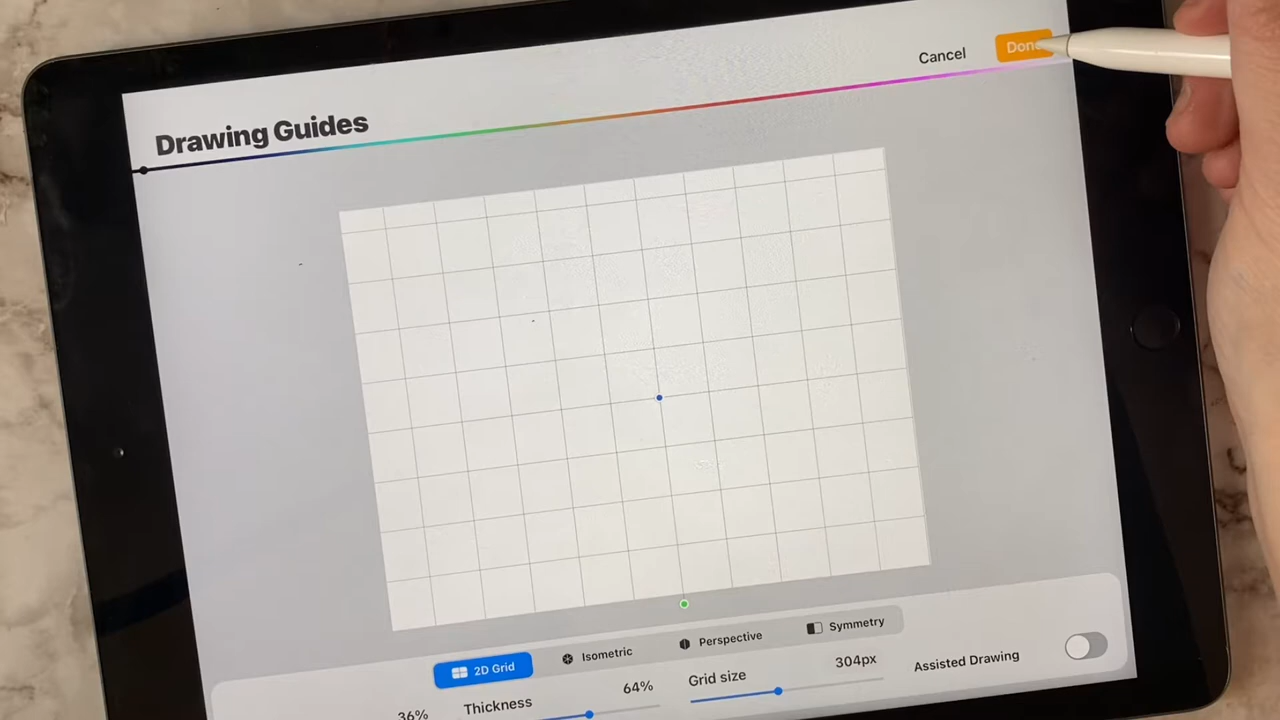 Cancel
Done
Drawing Guides
2D Grid
Isometric
Perspective
Symmetry
36%
Thickness
64%
Grid size
304px
Assisted Drawing